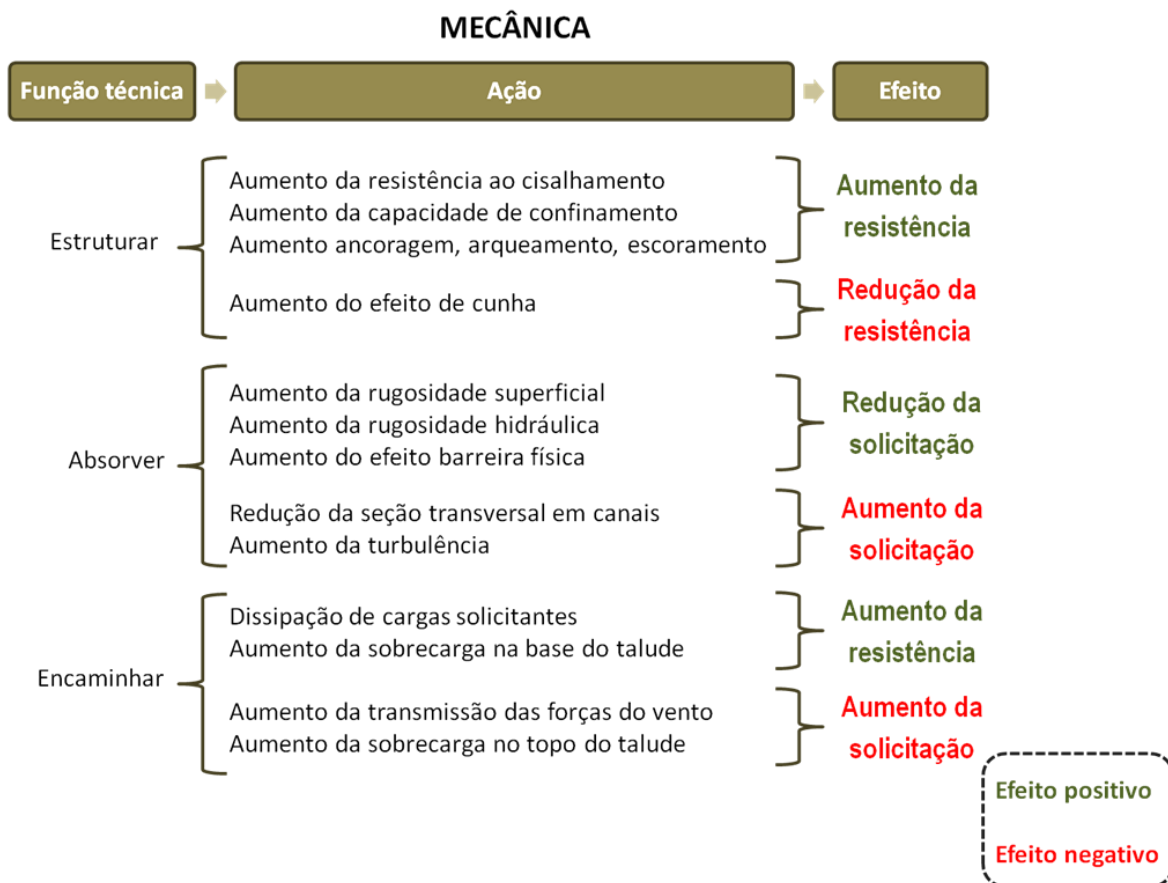 MECÂNICA
Função técnica
Ação
Efeito
Estruturar
Aumento da resistência ao cisalhamento
Aumento da capacidade de confinamento
Aumento ancoragem, arqueamento, escoramento
Aumento da
resistência
Aumento do efeito de cunha
Redução da
resistência
Absorver
Aumento da rugosidade superficial
Aumento da rugosidade hidráulica
Aumento do efeito barreira física
Redução da
solicitação
Redução da seção transversal em canais
Aumento da turbulência
Aumento da
solicitação
Encaminhar
Dissipação de cargas solicitantes
Aumento da sobrecarga na base do talude
Aumento da
resistência
Aumento da transmissão das forças do vento
Aumento da sobrecarga no topo do talude
Aumento da
solicitação
Efeito positivo
Efeito negativo